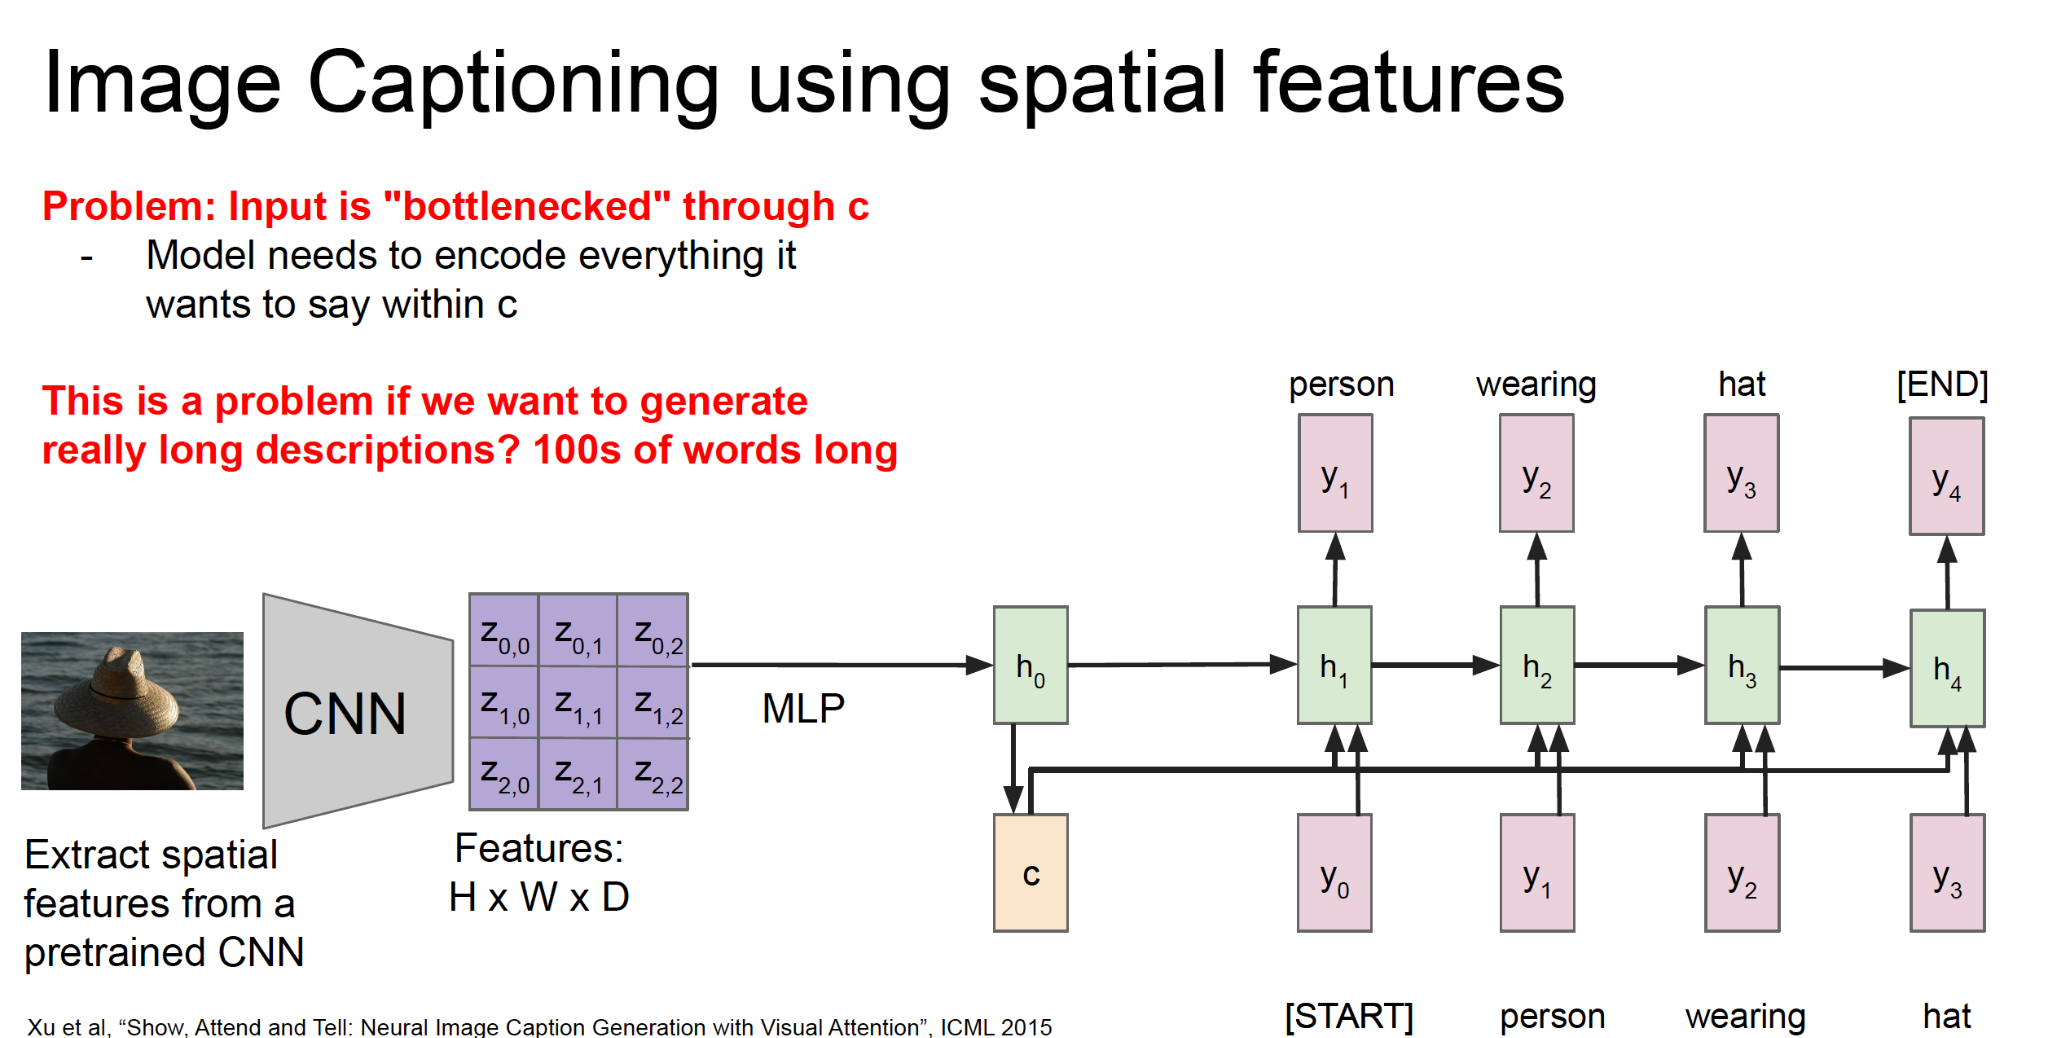 Image Captioning using spatial features
Problem: Input is "bottlenecked" through c
- Model needs to encode everything it
wants to say within c
This is a problem if we want to generate
really long descriptions? 100s of words long
person wearing hat [END]
y1 y2 y3 y4
z0,0 z0,1 z0,2
z1,0 z1,1 z1,2
z2,0 z2,1 z2,2
CNN
MLP
h0 h1 h2 h3 h4
Extract spatial
features from a
pretrained CNN
Features:
H x W x D
c y0 y1 y2 y3
[START] person wearing hat
Xu et al, “Show, Attend and Tell: Neural Image Caption Generation with Visual Attention”, ICML 2015